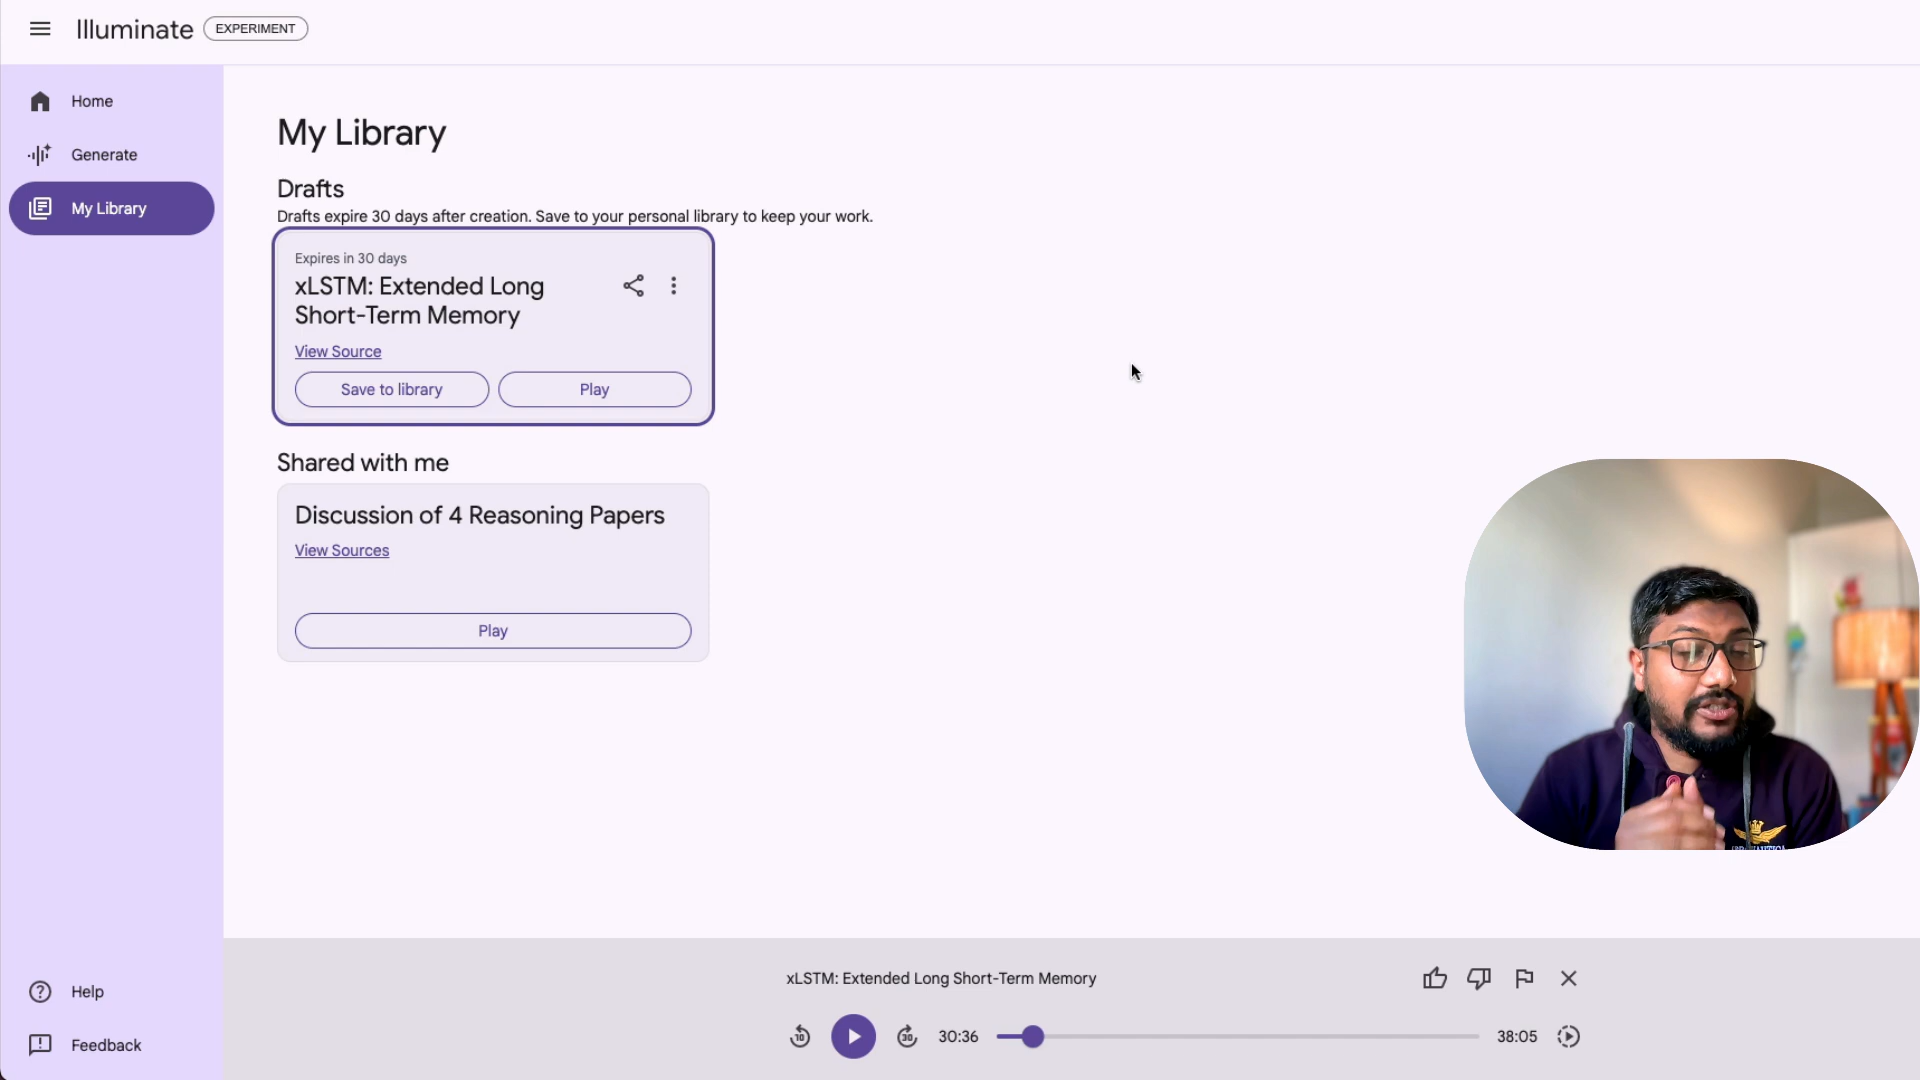 Illuminate EXPERIMENT
Home
Generate
My Library
My Library
Drafts
Drafts expire 30 days after creation. Save to your personal library to keep your work.
Expires in 30 days
xLSTM: Extended Long
Short-Term Memory
View Source
Save to library
Play
Shared with me
Discussion of 4 Reasoning Papers
View Sources
Play
Help
Feedback
xLSTM: Extended Long Short-Term Memory
10
30
30:36
38:05